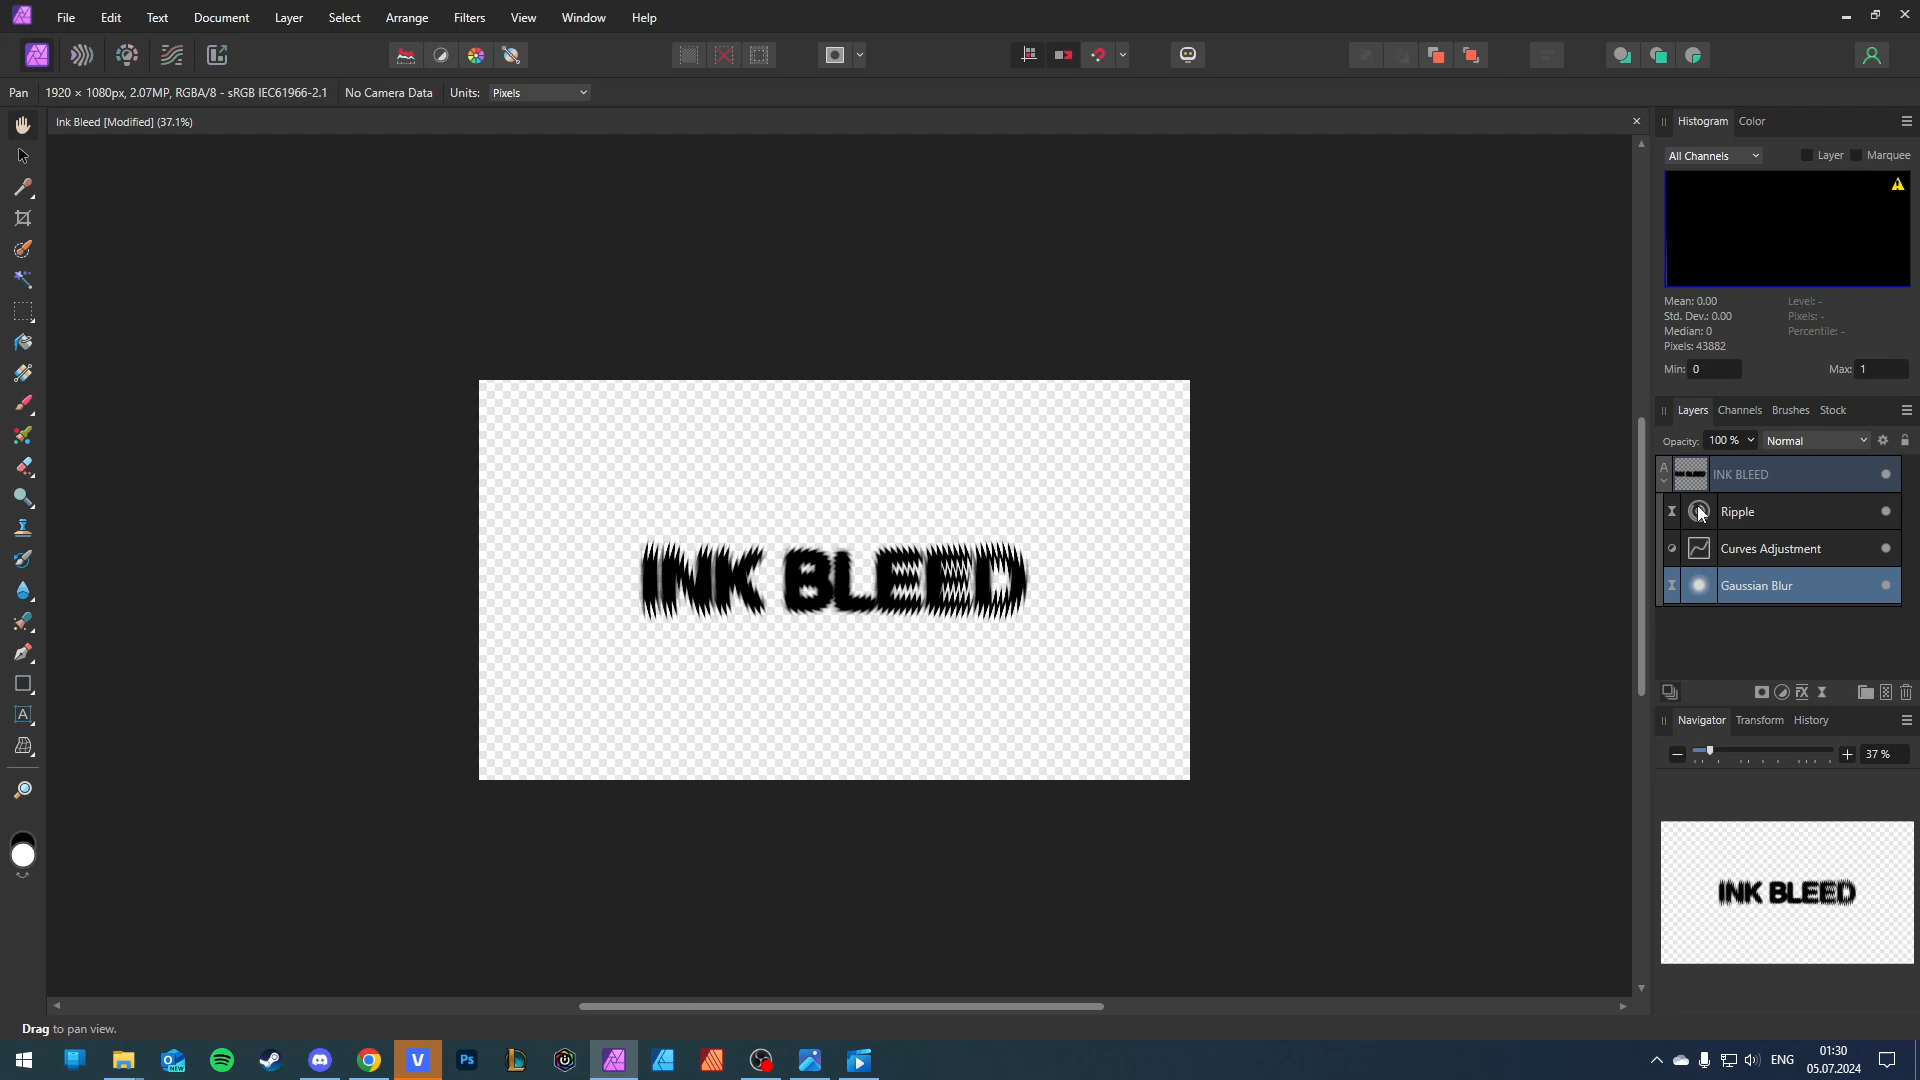 File Edit Text Document Layer Select Arrange Filters View Window Help
Pan 1920 × 1080px, 2.07MP, RGBA/8 - sRGB IEC61966-2.1 No Camera Data Units: Pixels
Ink Bleed [Modified] (37.1%)
Histogram Color
All Channels Layer Marquee
Mean: 0.00 Level: -
Std. Dev.: 0.00 Pixels: -
Median: 0 Percentile: -
Pixels: 43882
Min: 0 Max: 1
Layers Channels Brushes Stock
Opacity: 100 % Normal
A INK BLEED
Ripple
Curves Adjustment
Gaussian Blur
INK BLEED
Navigator Transform History
37 %
INK BLEED
Drag to pan view.
NEW V Ps ENG 01:30
05.07.2024